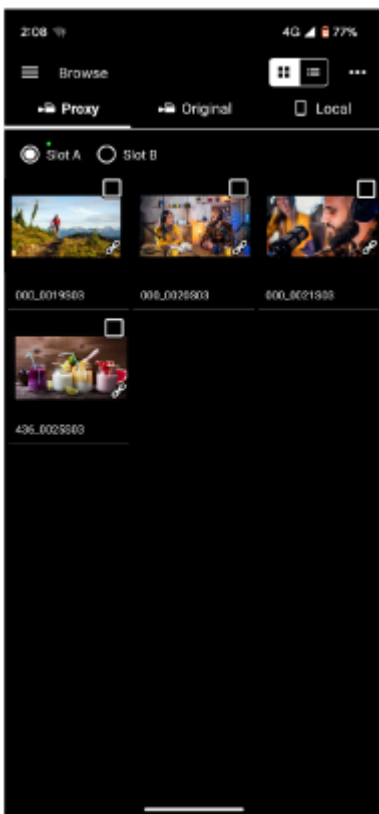 2:08 4G 77%
Browse
Proxy Original Local
Slot A Slot B
000_0019S03 000_0020S03 000_0021S03
436_0025S03